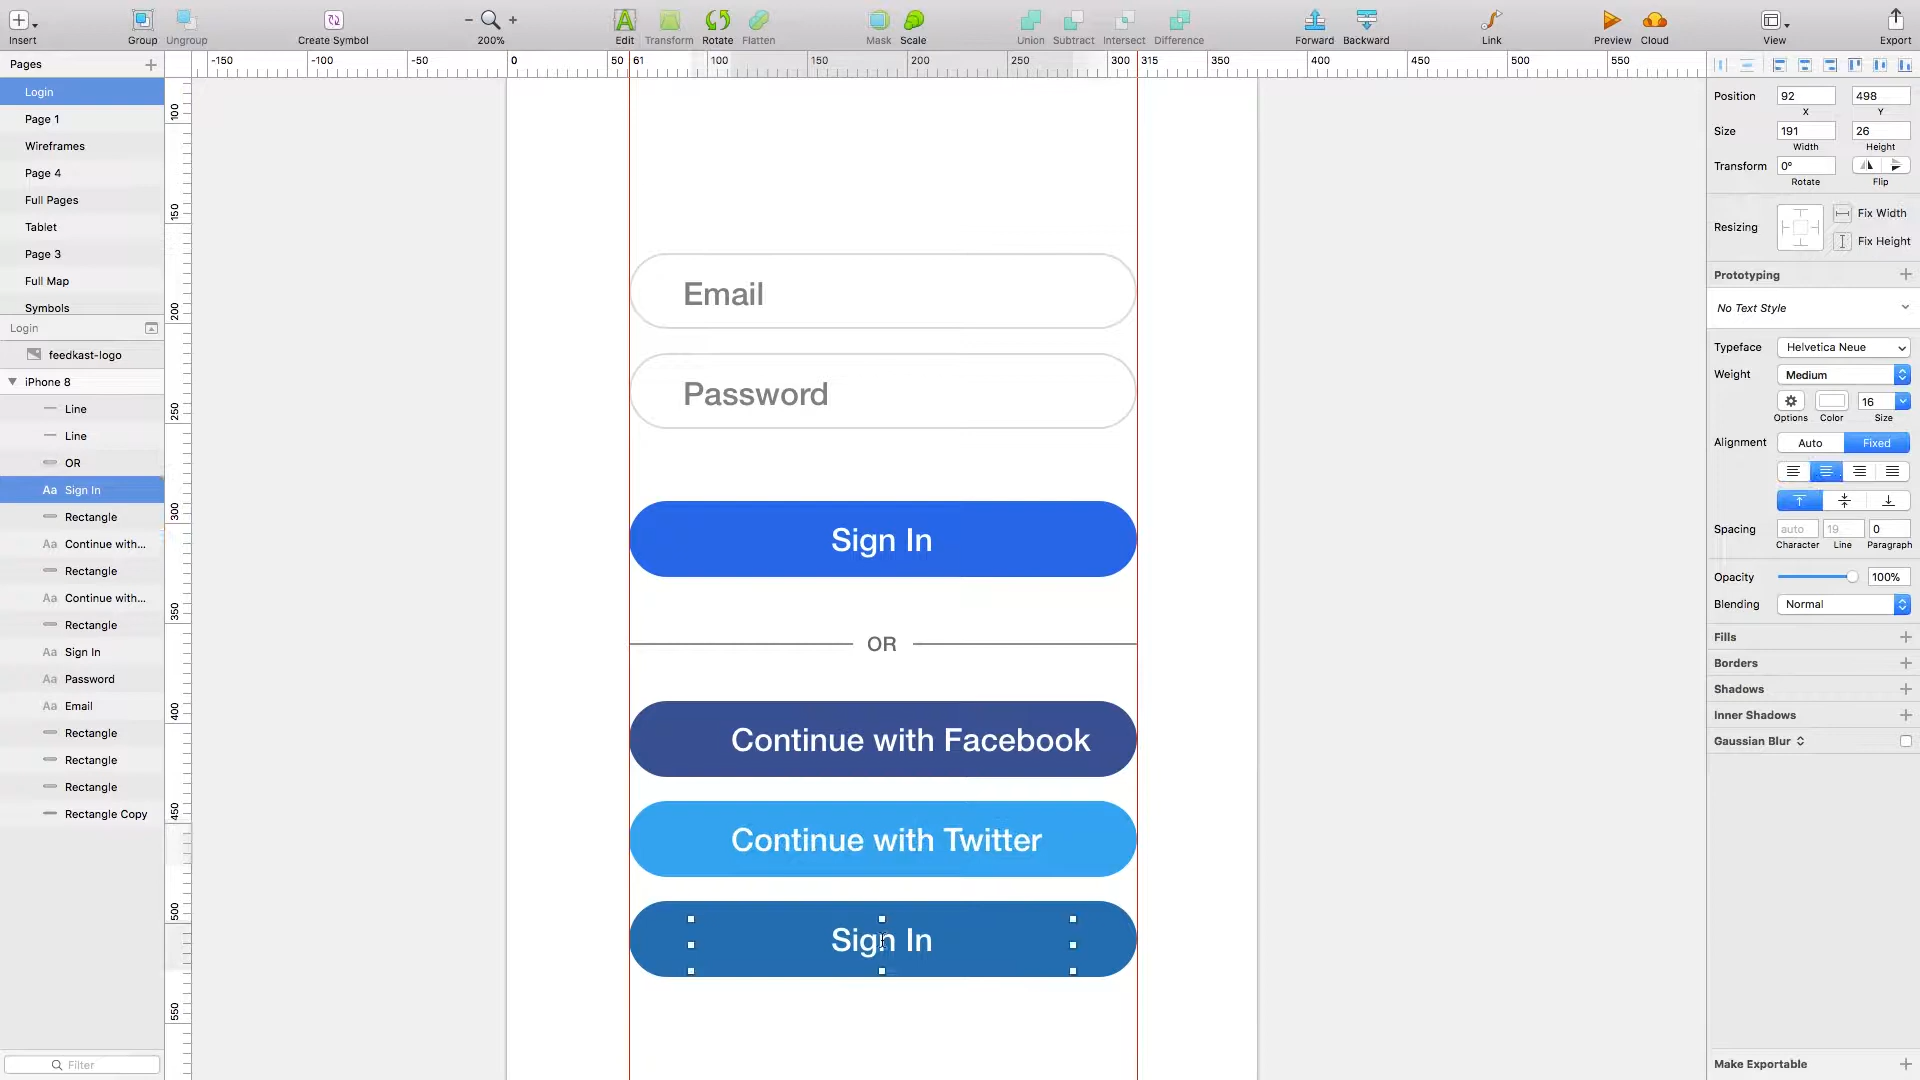 Insert Group Ungroup Create Symbol 200% Edit Transform Rotate Flatten Mask Scale Union Subtract Intersect Difference Forward Backward Link Preview Cloud View Export
Pages
-150 -100 -50 0 50 61 100 150 200 250 300 315 350 400 450 500 550
Login
Page 1
Wireframes
Page 4
Full Pages
Tablet
Page 3
Full Map
Symbols
Login
feedkast-logo
iPhone 8
Line
Line
OR
Aa Sign In
Rectangle
Aa Continue with...
Rectangle
Aa Continue with...
Rectangle
Aa Sign In
Aa Password
Aa Email
Rectangle
Rectangle
Rectangle
Rectangle Copy
Filter
100
150
200
250
300
350
400
450
500
550
Email
Password
Sign In
OR
Continue with Facebook
Continue with Twitter
Sign In
Position 92 498
X Y
Size 191 26
Width Height
Transform 0°
Rotate Flip
Resizing Fix Width
Fix Height
Prototyping
No Text Style
Typeface Helvetica Neue
Weight Medium
16
Options Color Size
Alignment Auto Fixed
Spacing auto 19 0
Character Line Paragraph
Opacity 100%
Blending Normal
Fills
Borders
Shadows
Inner Shadows
Gaussian Blur
Make Exportable